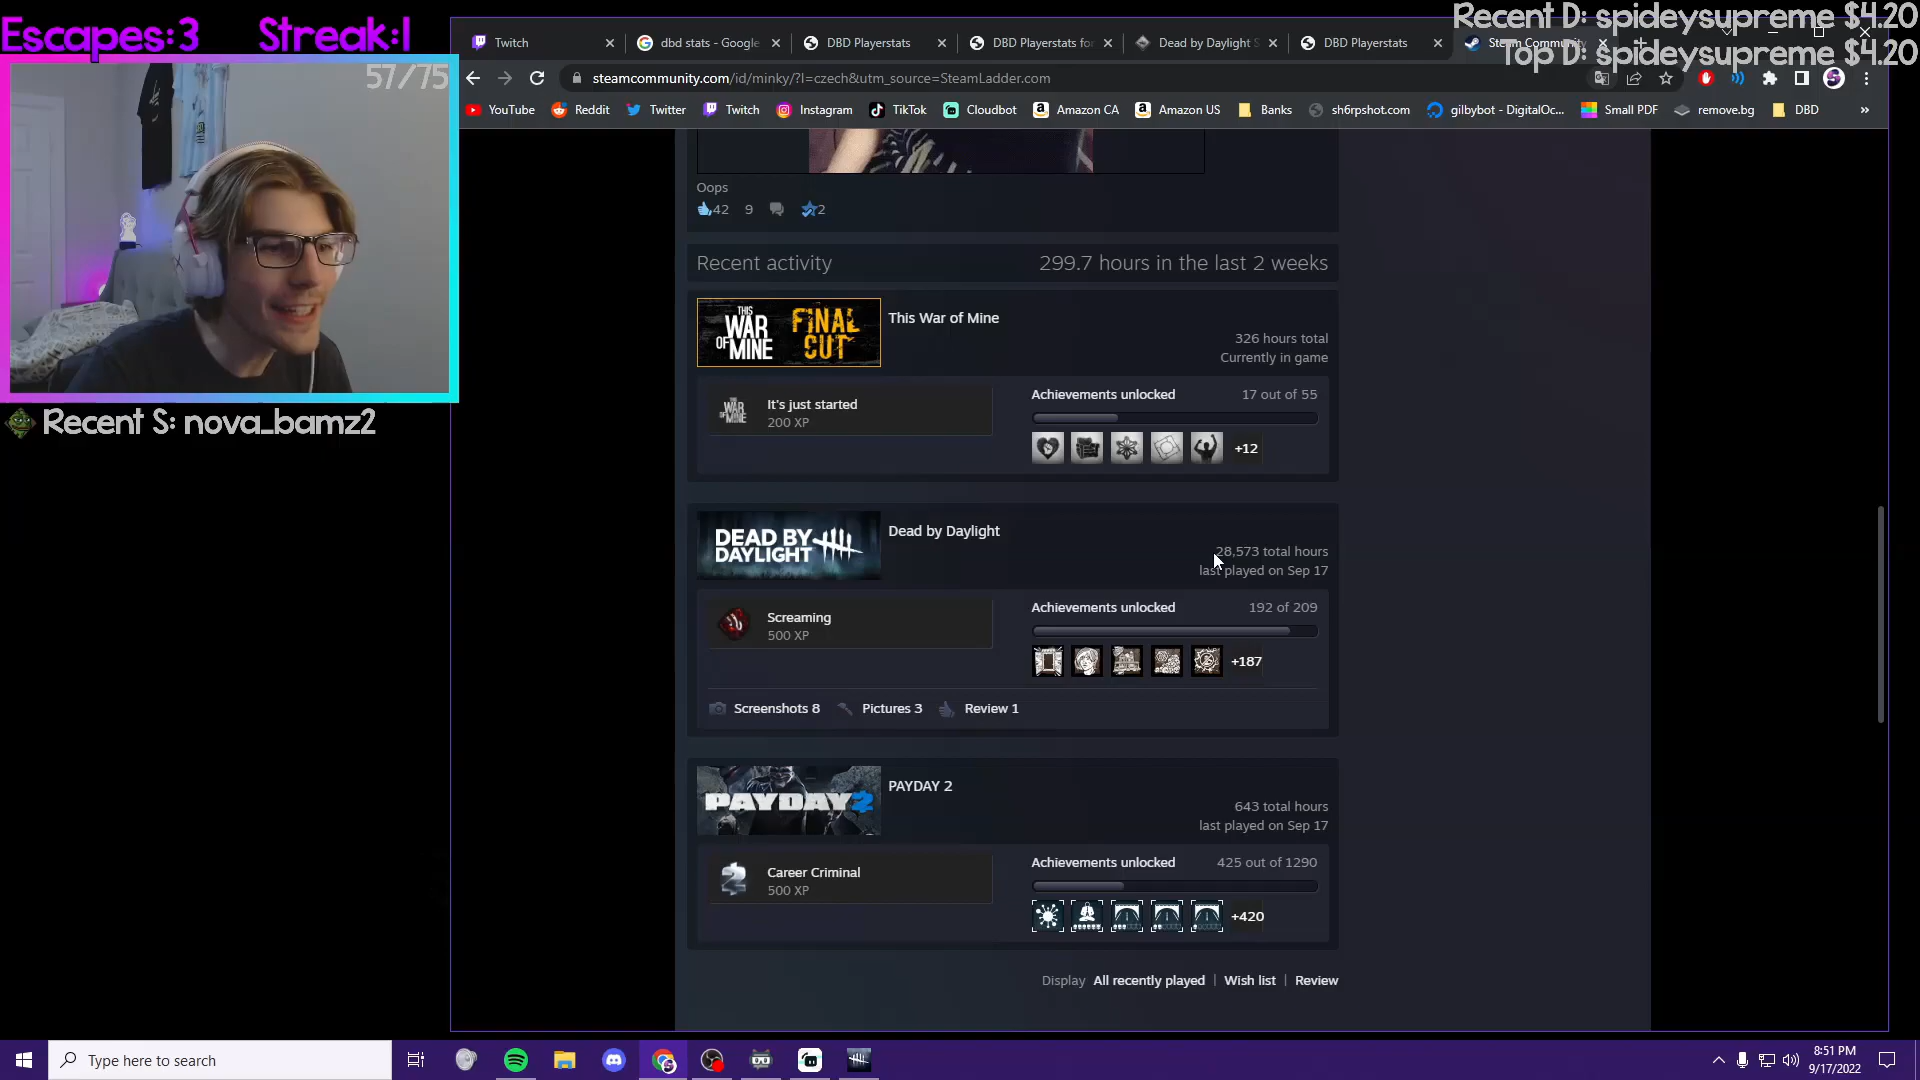 Escapes:3 Streak:1
57/75
Recent D: spideysupreme $4.20
Top D: spideysupreme $4.20
Recent S: nova_bamz2
Twitch
dbd stats - Google
DBD Playerstats
DBD Playerstats for
Dead by Daylight S
DBD Playerstats
Steam Community
steamcommunity.com/id/minky/?l=czech&utm_source=SteamLadder.com
YouTube
Reddit
Twitter
Twitch
Instagram
TikTok
Cloudbot
Amazon CA
Amazon US
Banks
sh6rpshot.com
gilbybot - DigitalOc...
Small PDF
remove.bg
DBD
»
Oops
42 9 2
Recent activity 299.7 hours in the last 2 weeks
THIS WAR OF MINE FINAL CUT
This War of Mine
326 hours total
Currently in game
It's just started
200 XP
Achievements unlocked 17 out of 55
+12
DEAD BY DAYLIGHT
Dead by Daylight
28,573 total hours
last played on Sep 17
Screaming
500 XP
Achievements unlocked 192 of 209
+187
Screenshots 8 Pictures 3 Review 1
PAYDAY 2
PAYDAY 2
643 total hours
last played on Sep 17
Career Criminal
500 XP
Achievements unlocked 425 out of 1290
+420
Display All recently played | Wish list | Review
Type here to search
8:51 PM
9/17/2022